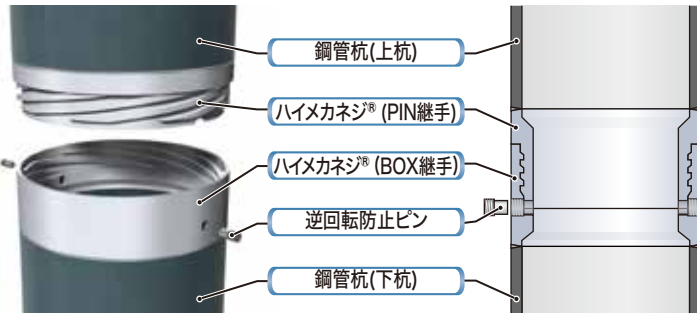 鋼管杭(上杭)
ハイメカネジ® (PIN継手)
ハイメカネジ® (BOX継手)
逆回転防止ピン
鋼管杭(下杭)